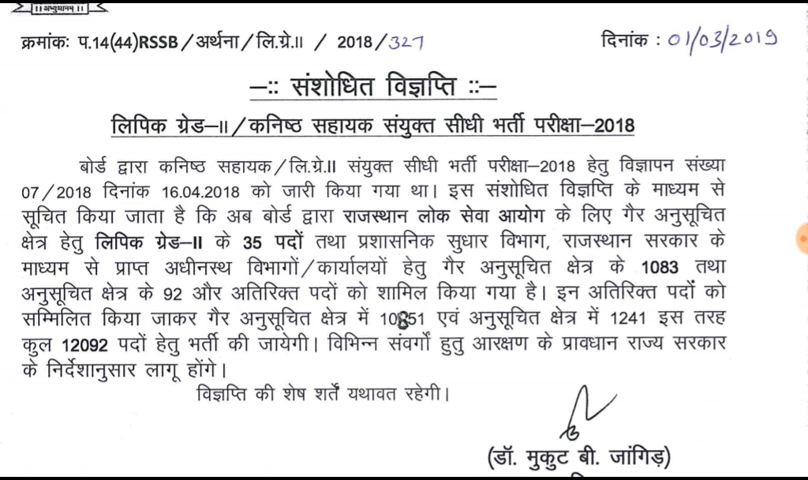 ।। अभ्युत्थानम् ।।
क्रमांकः प.14(44)RSSB/अर्थना/लि.ग्रे.II / 2018/327 दिनांक : 01/03/2019
–:: संशोधित विज्ञप्ति ::–
लिपिक ग्रेड–II/कनिष्ठ सहायक संयुक्त सीधी भर्ती परीक्षा–2018
बोर्ड द्वारा कनिष्ठ सहायक/लि.ग्रे.II संयुक्त सीधी भर्ती परीक्षा–2018 हेतु विज्ञापन संख्या
07/2018 दिनांक 16.04.2018 को जारी किया गया था। इस संशोधित विज्ञप्ति के माध्यम से
सूचित किया जाता है कि अब बोर्ड द्वारा राजस्थान लोक सेवा आयोग के लिए गैर अनुसूचित
क्षेत्र हेतु लिपिक ग्रेड–II के 35 पदों तथा प्रशासनिक सुधार विभाग, राजस्थान सरकार के
माध्यम से प्राप्त अधीनस्थ विभागों/कार्यालयों हेतु गैर अनुसूचित क्षेत्र के 1083 तथा
अनुसूचित क्षेत्र के 92 और अतिरिक्त पदों को शामिल किया गया है। इन अतिरिक्त पदों को
सम्मिलित किया जाकर गैर अनुसूचित क्षेत्र में 10851 एवं अनुसूचित क्षेत्र में 1241 इस तरह
कुल 12092 पदों हेतु भर्ती की जायेगी। विभिन्न संवर्गो हुतु आरक्षण के प्रावधान राज्य सरकार
के निर्देशानुसार लागू होंगे।
विज्ञप्ति की शेष शर्तें यथावत रहेगी।
(डॉ. मुकुट बी. जांगिड़)